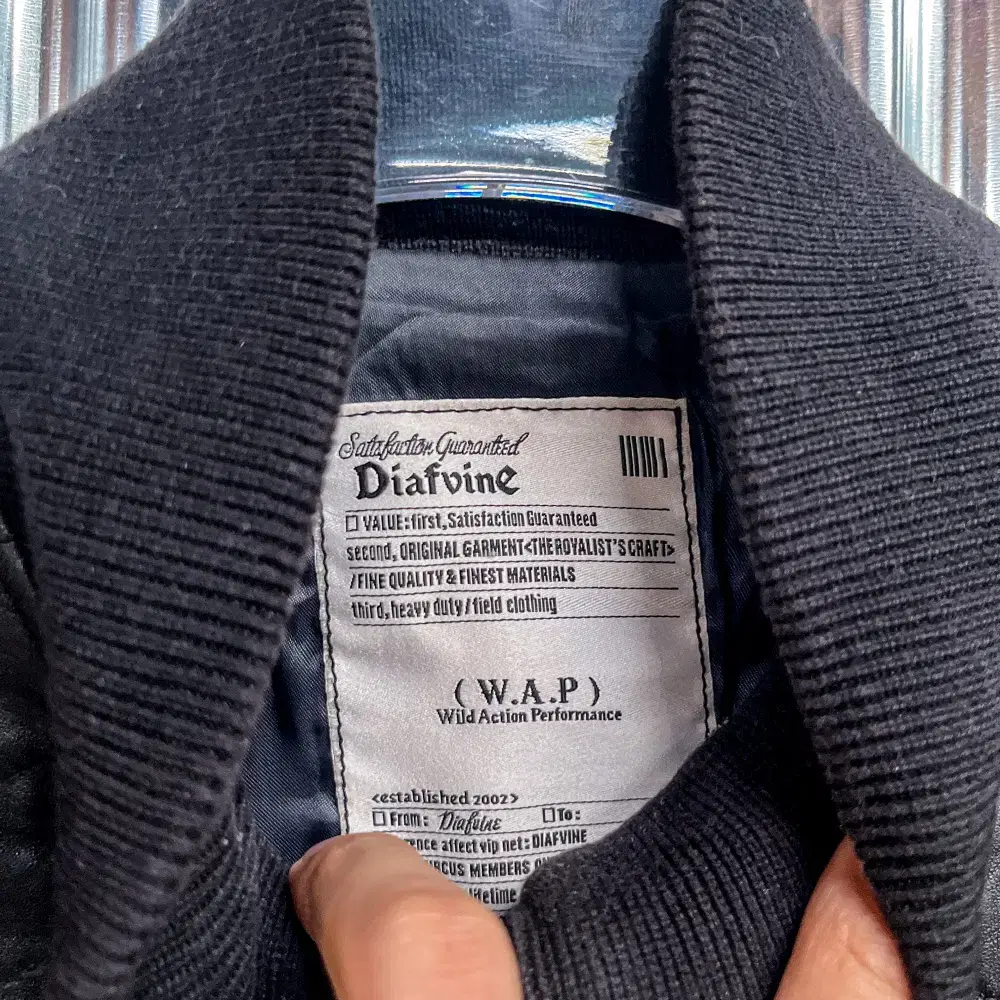 Satisfaction Guaranteed
Diafvine
VALUE:first,Satisfaction Guaranteed
second, ORIGINAL GARMENT<THE ROYALIST'S CRAFT>
/FINE QUALITY & FINEST MATERIALS
third, heavy duty/field clothing
(W.A.P)
Wild Action Performance
<established 2002>
From: Diafvine To:
affect vip net: DIAFVINE
MEMBERS
lifetime